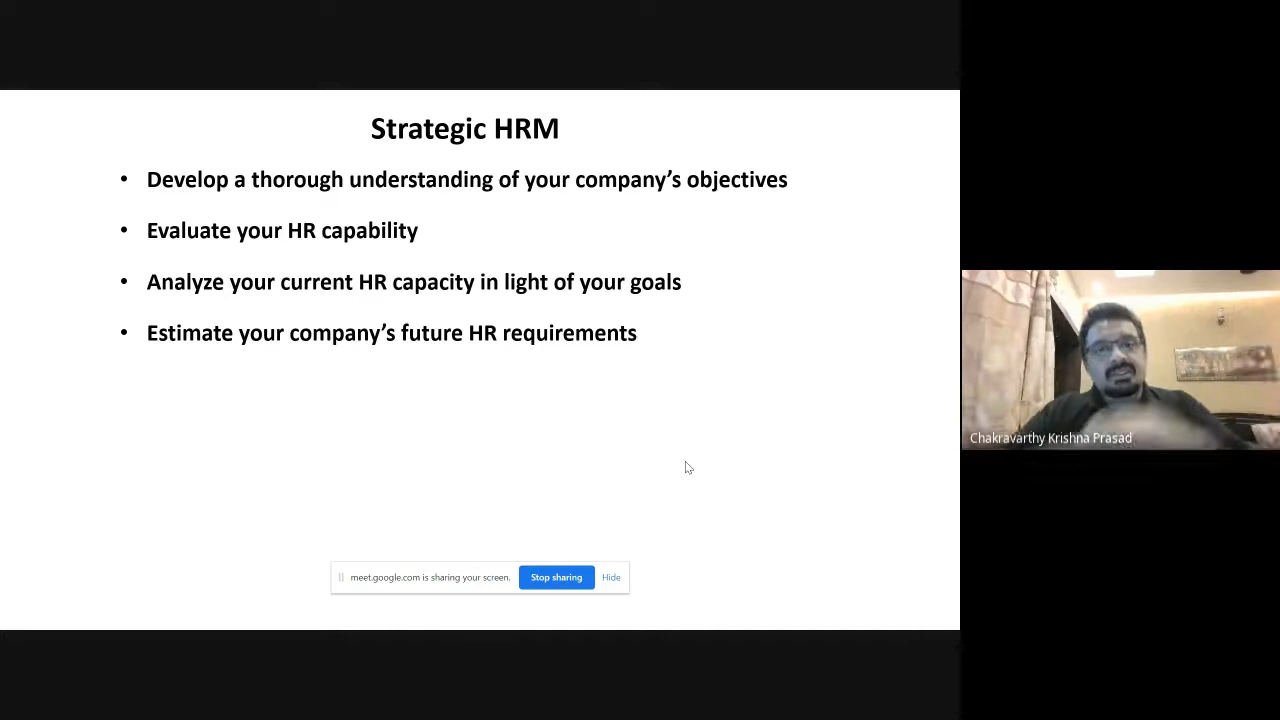 Strategic HRM
• Develop a thorough understanding of your company’s objectives
• Evaluate your HR capability
• Analyze your current HR capacity in light of your goals
• Estimate your company’s future HR requirements
Chakravarthy Krishna Prasad
meet.google.com is sharing your screen. Stop sharing Hide